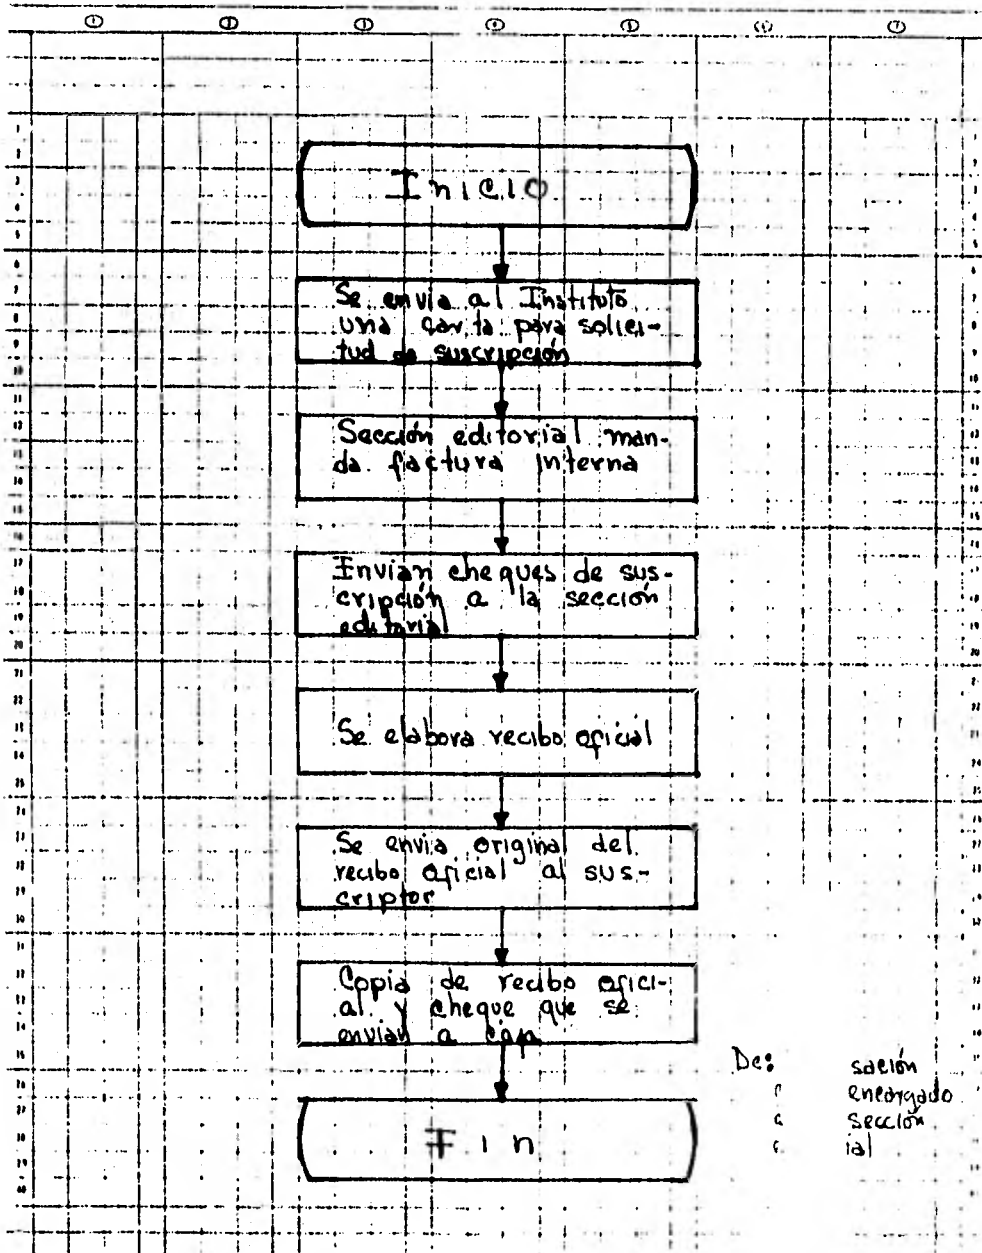 Inicio
Se envia al Instituto
una carta para solici-
tud de suscripción
Sección editorial man-
da factura interna
Envian cheques de sus-
cripción a la sección
editorial
Se elabora recibo oficial
Se envia original del
recibo oficial al sus-
criptor
Copia de recibo ofici-
al y cheque que se
envian a caja
Fin
De: sación
encargado
sección
ial